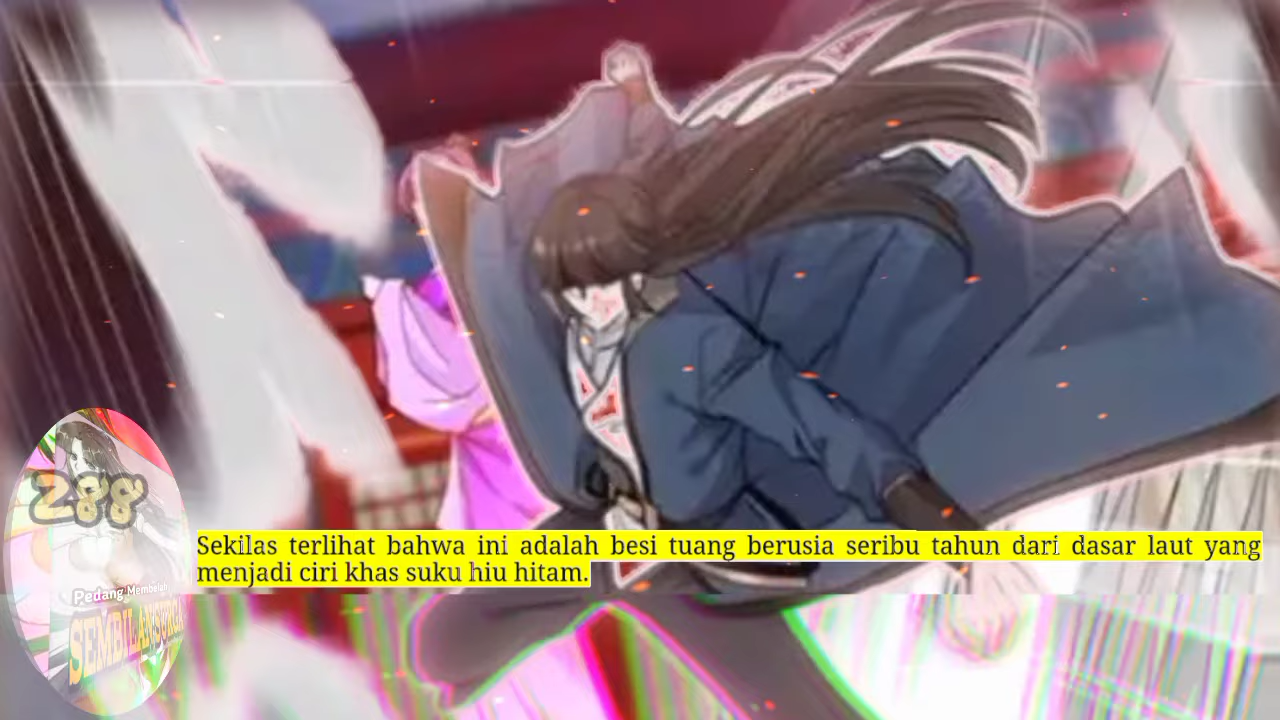 288
Pedang Membelah
SEMBILAN SURGA
Sekilas terlihat bahwa ini adalah besi tuang berusia seribu tahun dari dasar laut yang
menjadi ciri khas suku hiu hitam.